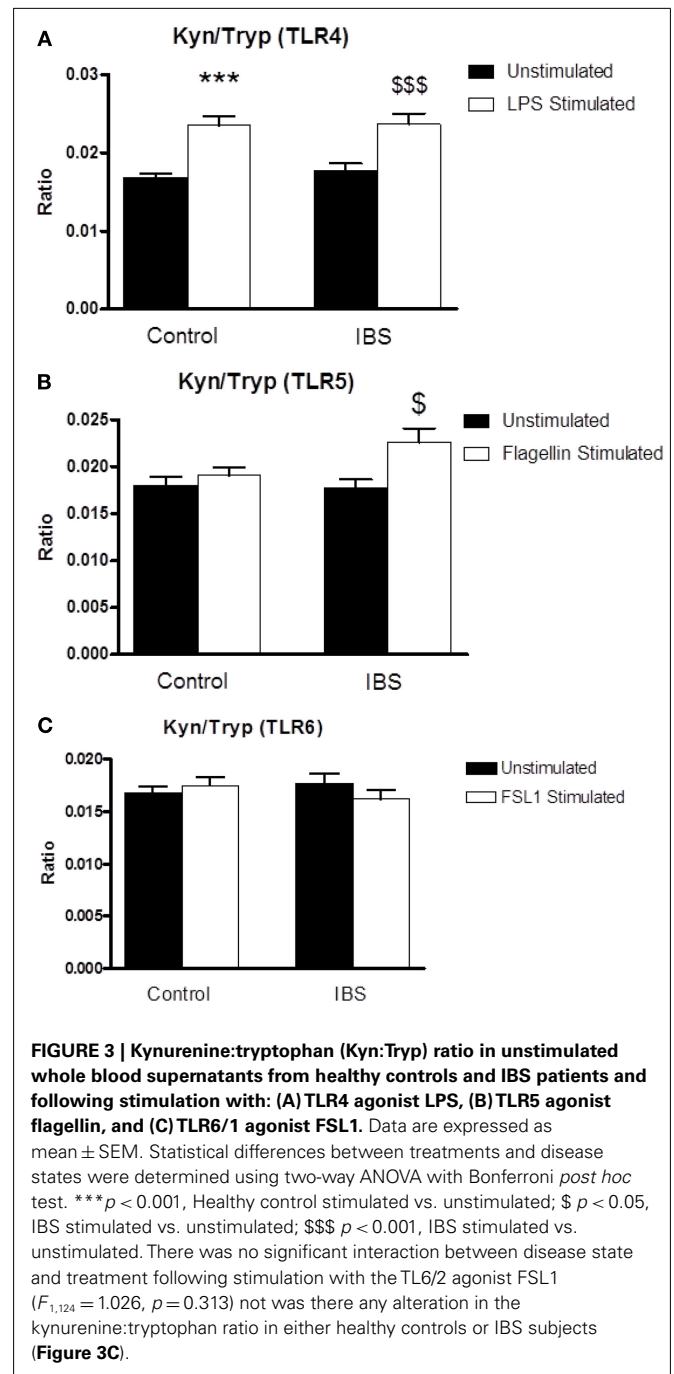 A
Kyn/Tryp (TLR4)
0.03
0.02
0.01
0.00
Ratio
***
$$$
Unstimulated
LPS Stimulated
Control
IBS
B
Kyn/Tryp (TLR5)
0.025
0.020
0.015
0.010
0.005
0.000
Ratio
$
Unstimulated
Flagellin Stimulated
Control
IBS
C
Kyn/Tryp (TLR6)
0.020
0.015
0.010
0.005
0.000
Ratio
Unstimulated
FSL1 Stimulated
Control
IBS
FIGURE 3 | Kynurenine:tryptophan (Kyn:Tryp) ratio in unstimulated
whole blood supernatants from healthy controls and IBS patients and
following stimulation with: (A) TLR4 agonist LPS, (B) TLR5 agonist
flagellin, and (C) TLR6/1 agonist FSL1. Data are expressed as
mean ± SEM. Statistical differences between treatments and disease
states were determined using two-way ANOVA with Bonferroni post hoc
test. ***p < 0.001, Healthy control stimulated vs. unstimulated; $ p < 0.05,
IBS stimulated vs. unstimulated; $$$ p < 0.001, IBS stimulated vs.
unstimulated. There was no significant interaction between disease state
and treatment following stimulation with the TL6/2 agonist FSL1
(F1,124 = 1.026, p = 0.313) not was there any alteration in the
kynurenine:tryptophan ratio in either healthy controls or IBS subjects
(Figure 3C).